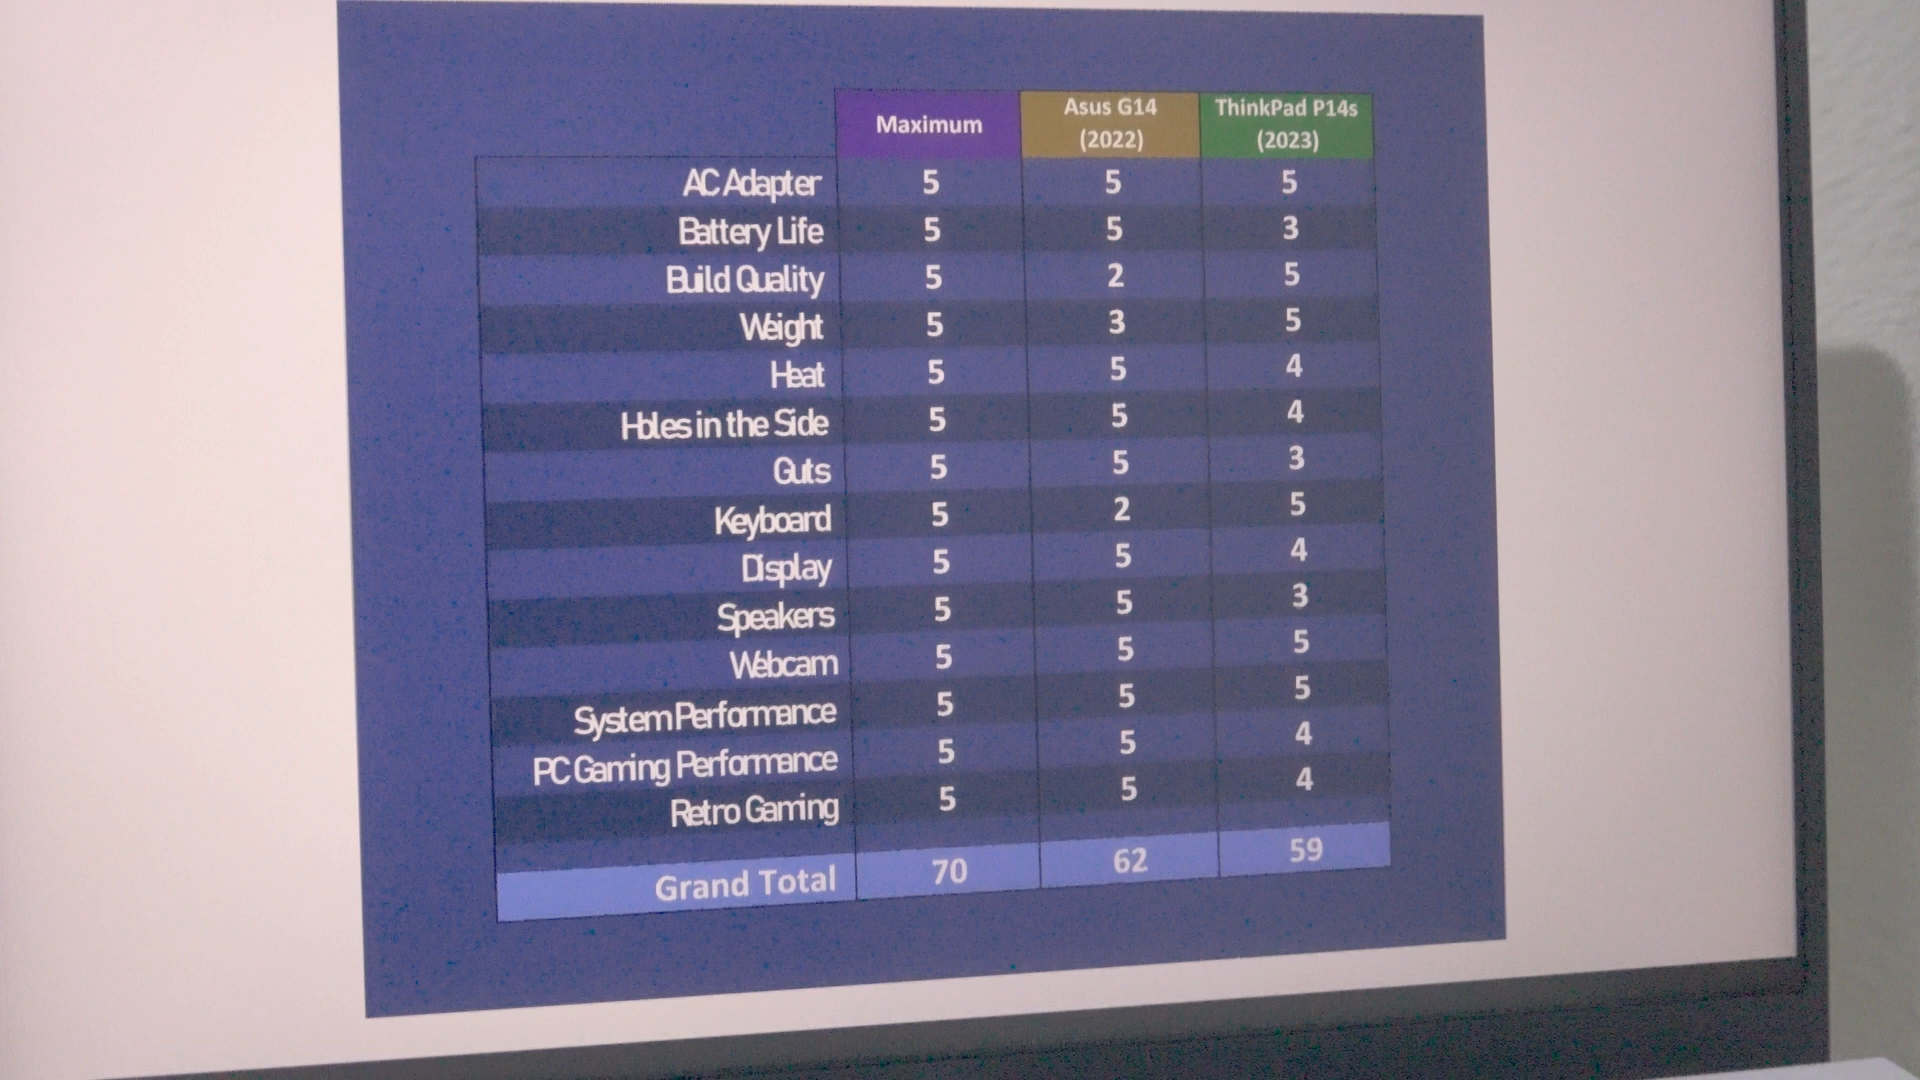 Maximum Asus G14 (2022) ThinkPad P14s (2023)
AC Adapter 5 5 5
Battery Life 5 5 3
Build Quality 5 2 5
Weight 5 3 5
Heat 5 5 4
Holes in the Side 5 5 4
Guts 5 5 3
Keyboard 5 2 5
Display 5 5 4
Speakers 5 5 3
Webcam 5 5 5
System Performance 5 5 5
PC Gaming Performance 5 5 4
Retro Gaming 5 5 4
Grand Total 70 62 59